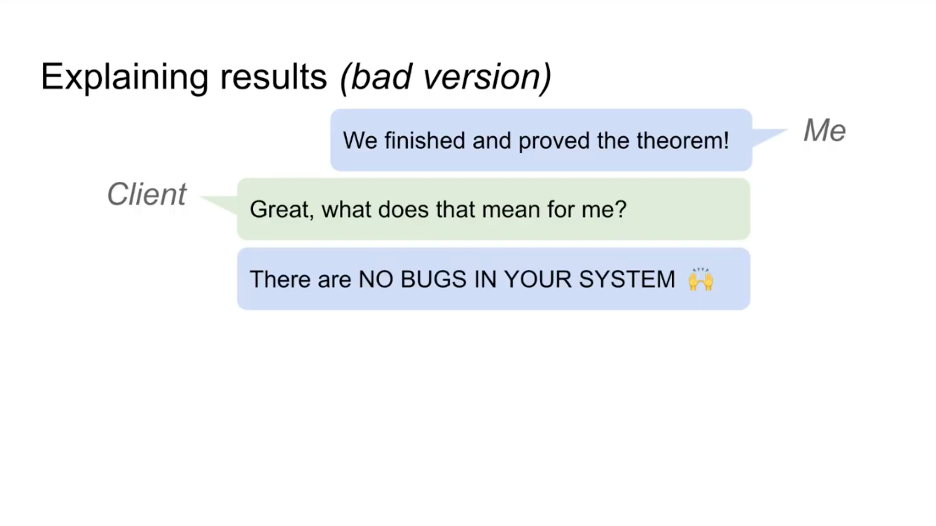 Explaining results (bad version)
We finished and proved the theorem!
Me
Client
Great, what does that mean for me?
There are NO BUGS IN YOUR SYSTEM 🙌